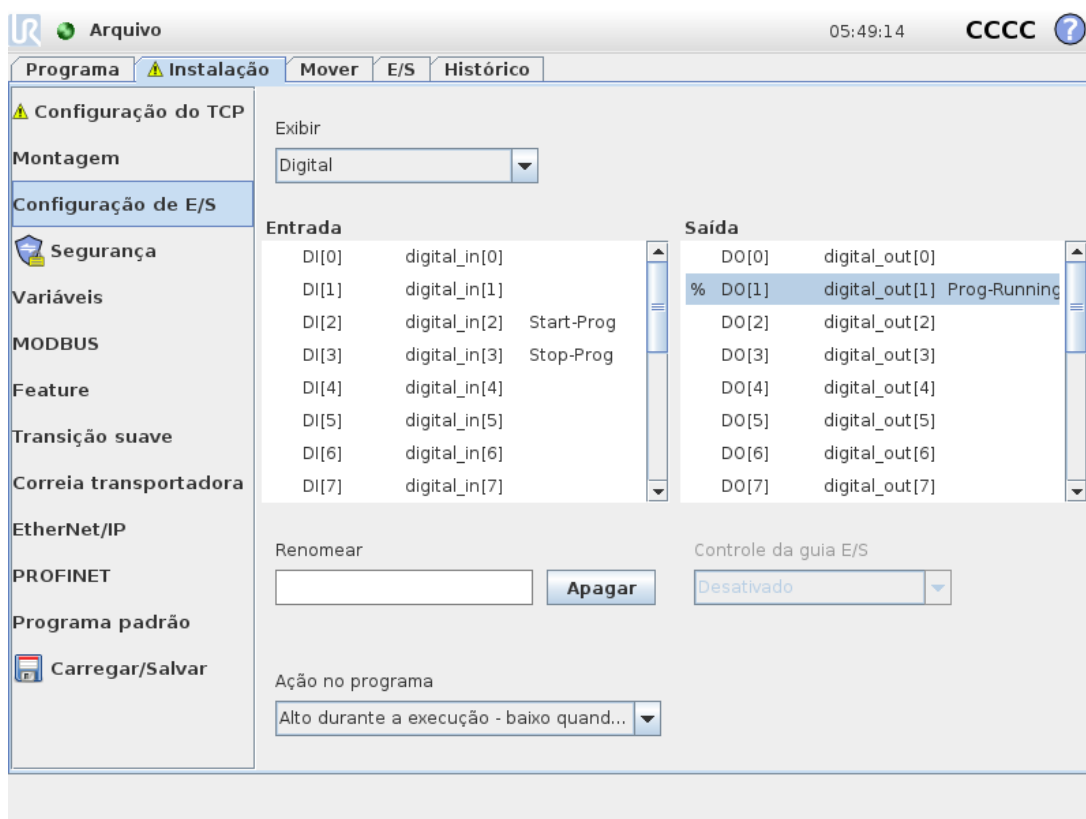 Arquivo 05:49:14 CCCC ?
Programa Instalação Mover E/S Histórico
Configuração do TCP
Montagem
Configuração de E/S
Segurança
Variáveis
MODBUS
Feature
Transição suave
Correia transportadora
EtherNet/IP
PROFINET
Programa padrão
Carregar/Salvar
Exibir
Digital
Entrada
DI[0] digital_in[0]
DI[1] digital_in[1]
DI[2] digital_in[2] Start-Prog
DI[3] digital_in[3] Stop-Prog
DI[4] digital_in[4]
DI[5] digital_in[5]
DI[6] digital_in[6]
DI[7] digital_in[7]
Saída
DO[0] digital_out[0]
% DO[1] digital_out[1] Prog-Running
DO[2] digital_out[2]
DO[3] digital_out[3]
DO[4] digital_out[4]
DO[5] digital_out[5]
DO[6] digital_out[6]
DO[7] digital_out[7]
Renomear
Apagar
Controle da guia E/S
Desativado
Ação no programa
Alto durante a execução - baixo quand...